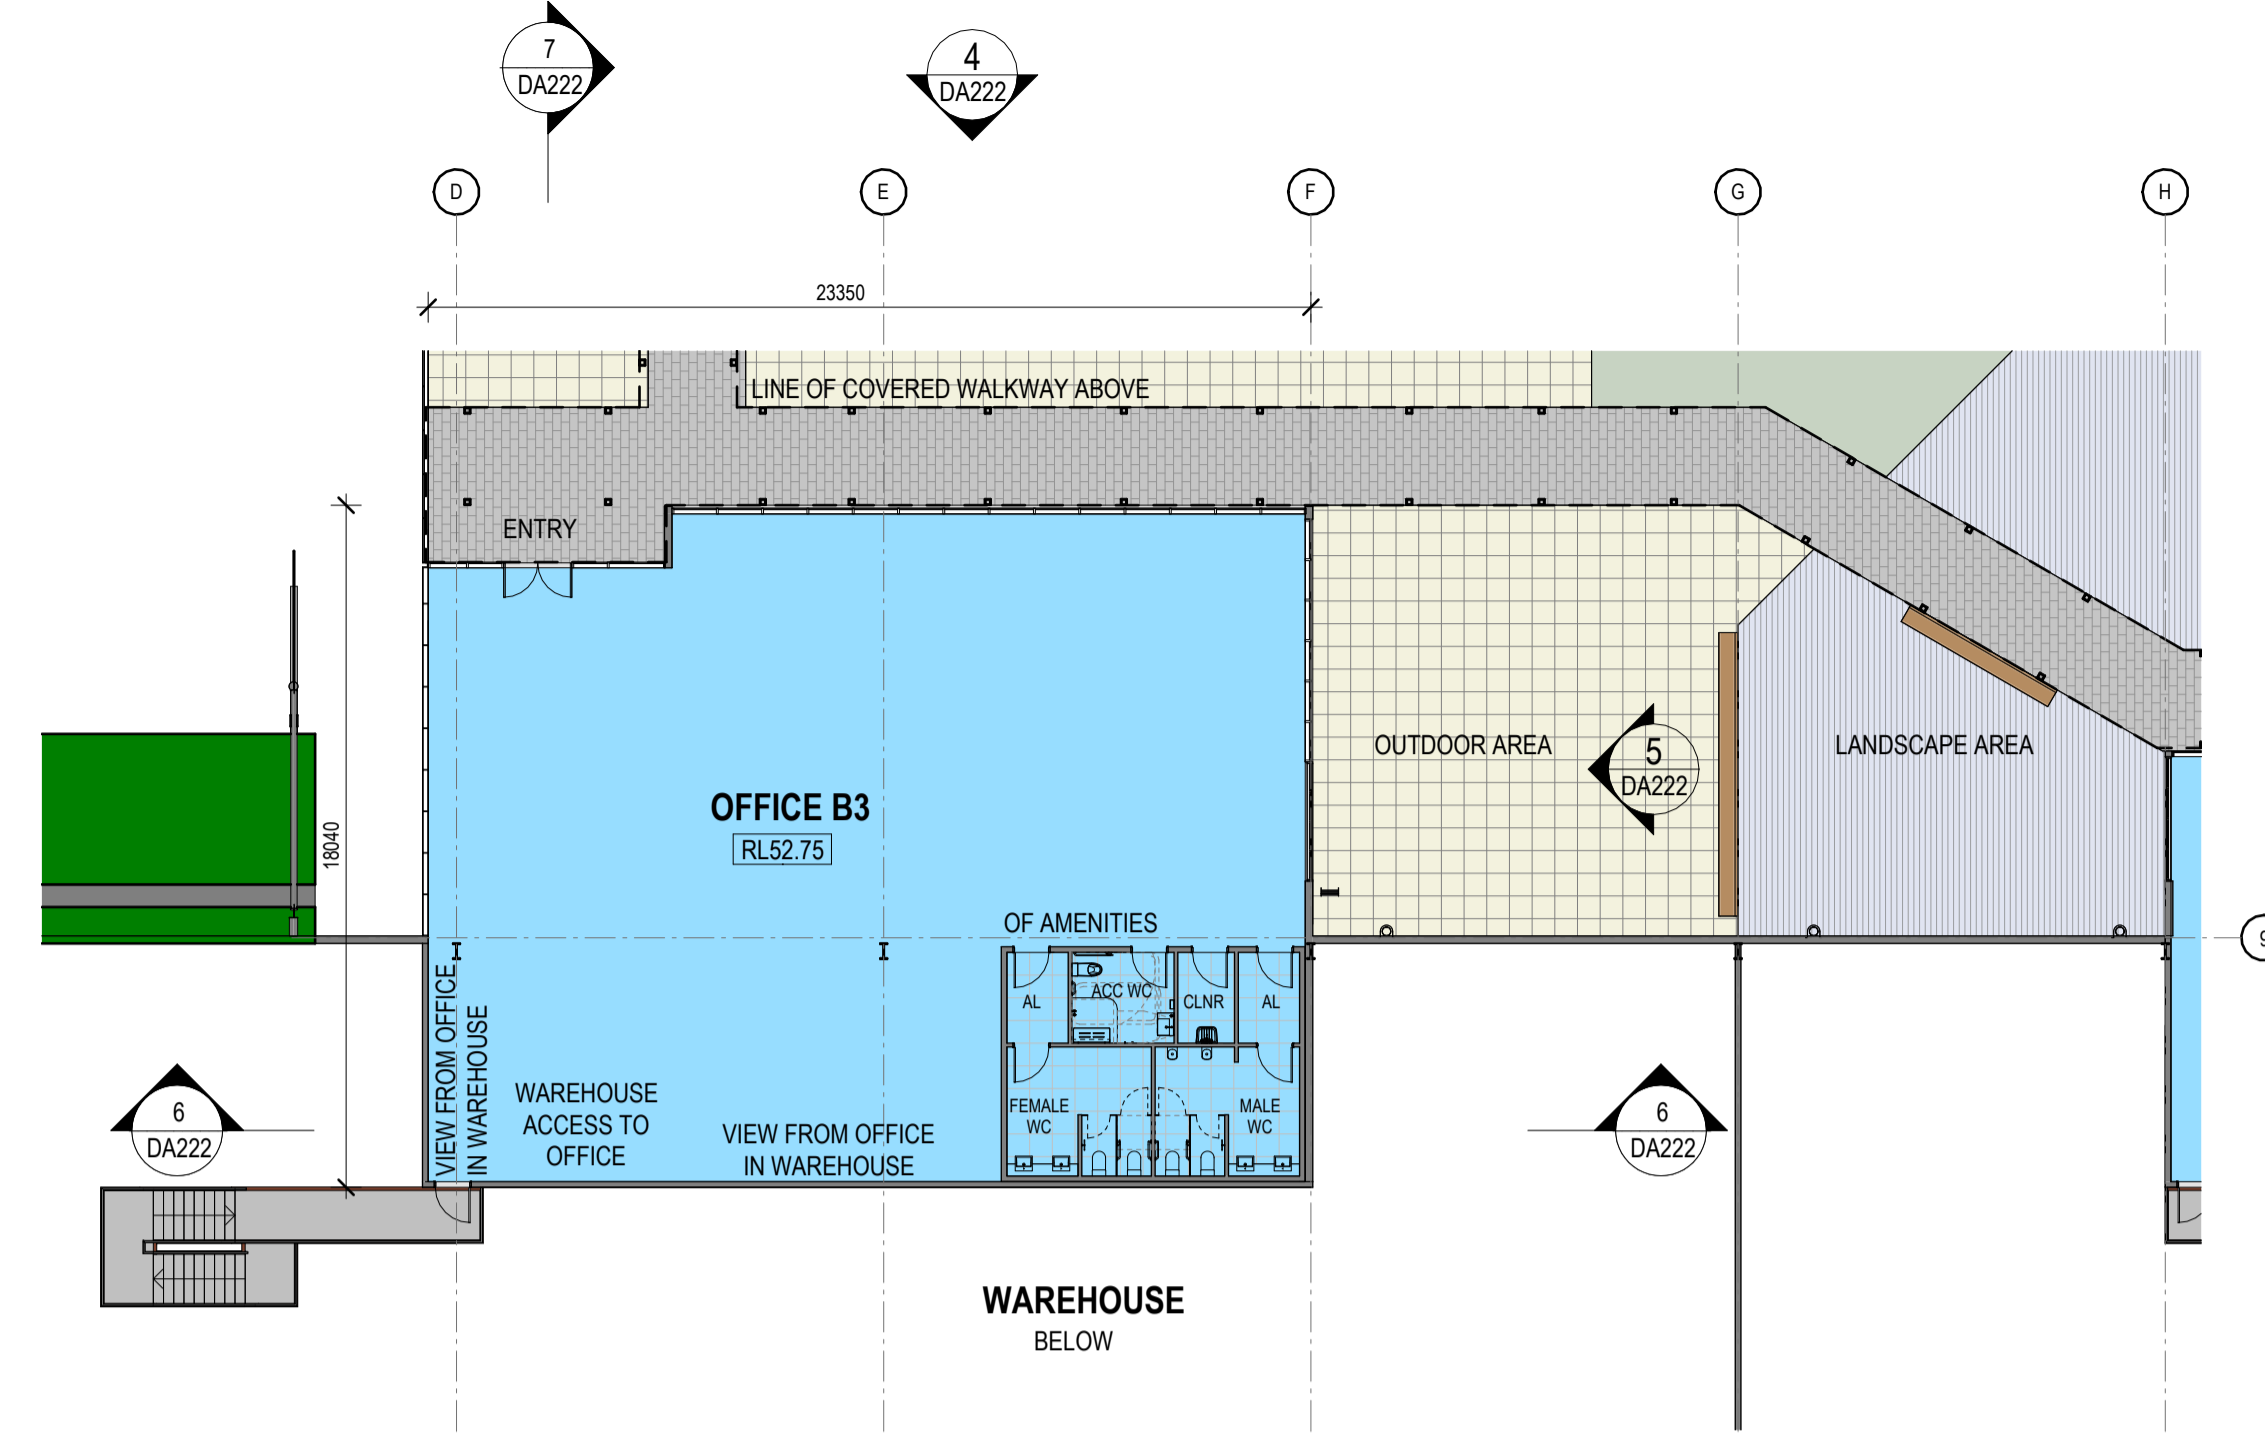 7
DA222
4
DA222
D
E
F
G
H
23350
LINE OF COVERED WALKWAY ABOVE
ENTRY
18040
OUTDOOR AREA
5
DA222
LANDSCAPE AREA
OFFICE B3
RL52.75
OF AMENITIES
9
AL
ACC WC
CLNR
AL
VIEW FROM OFFICE
IN WAREHOUSE
WAREHOUSE
ACCESS TO
OFFICE
VIEW FROM OFFICE
IN WAREHOUSE
FEMALE
WC
MALE
WC
6
DA222
6
DA222
WAREHOUSE
BELOW